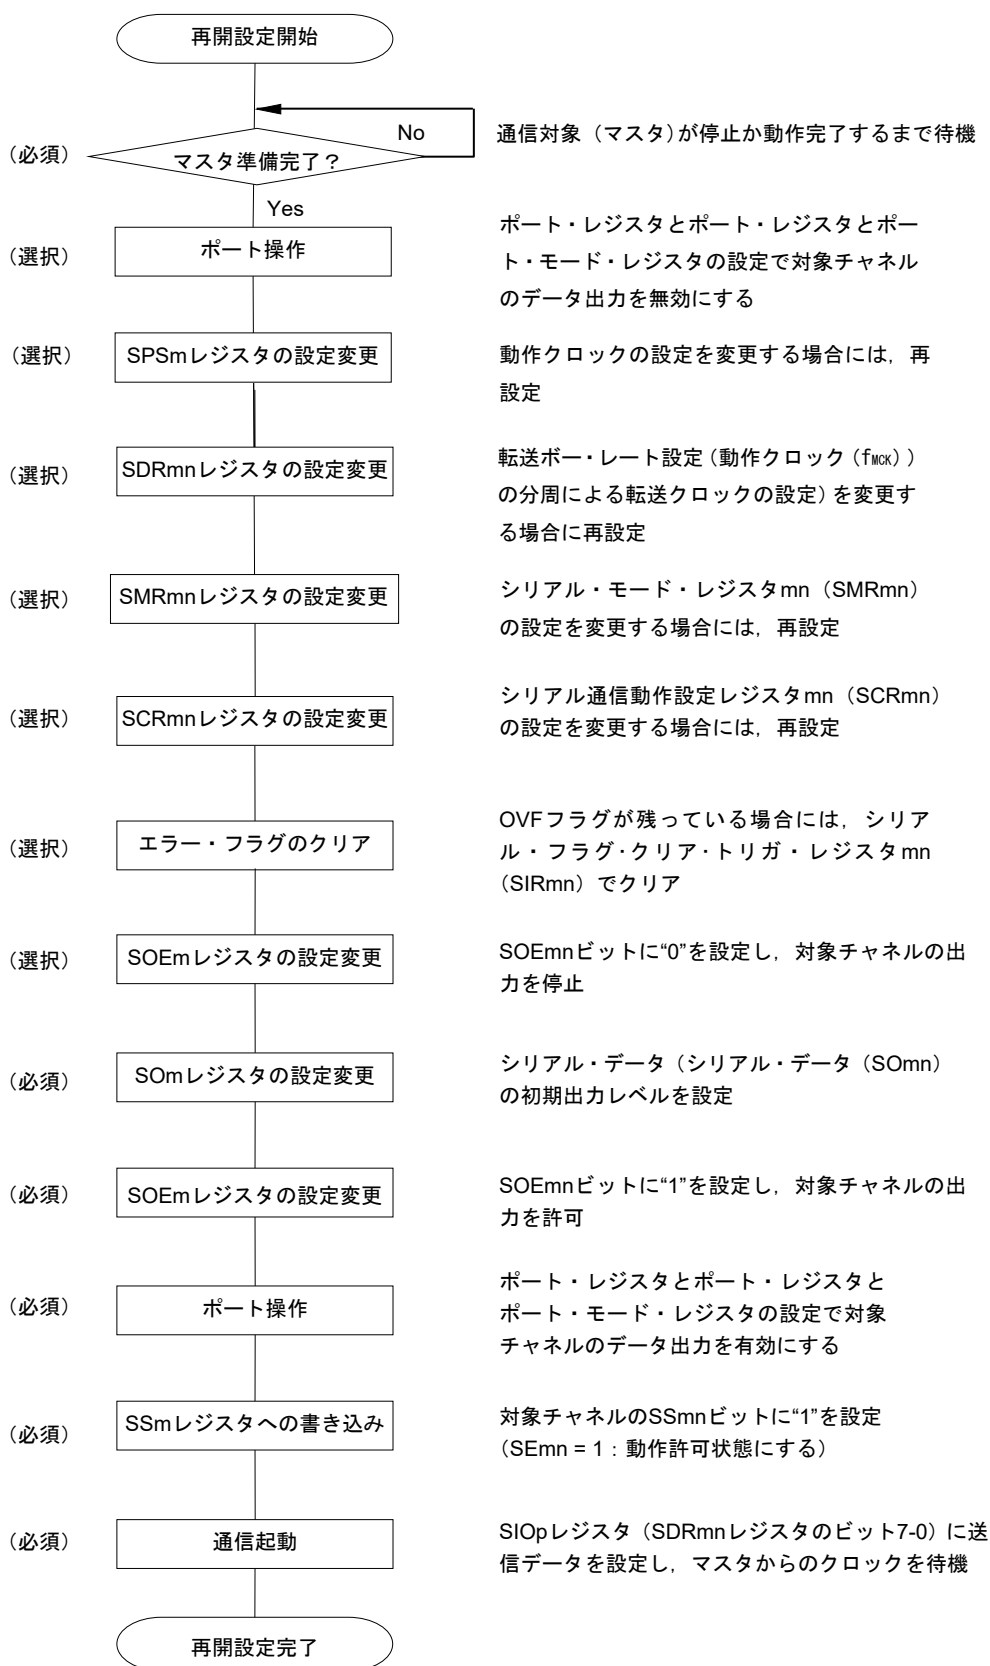 再開設定開始
No
通信対象（マスタ）が停止か動作完了するまで待機
（必須）
マスタ準備完了？
Yes
（選択）
ポート操作
ポート・レジスタとポート・レジスタとポー
ト・モード・レジスタの設定で対象チャネル
のデータ出力を無効にする
（選択）
SPSmレジスタの設定変更
動作クロックの設定を変更する場合には，再
設定
（選択）
SDRmnレジスタの設定変更
転送ボー・レート設定（動作クロック（fMCK））
の分周による転送クロックの設定）を変更す
る場合に再設定
（選択）
SMRmnレジスタの設定変更
シリアル・モード・レジスタmn（SMRmn）
の設定を変更する場合には，再設定
（選択）
SCRmnレジスタの設定変更
シリアル通信動作設定レジスタmn（SCRmn）
の設定を変更する場合には，再設定
（選択）
エラー・フラグのクリア
OVFフラグが残っている場合には，シリア
ル・フラグ・クリア・トリガ・レジスタmn
（SIRmn）でクリア
（選択）
SOEmレジスタの設定変更
SOEmnビットに“0”を設定し，対象チャネルの出
力を停止
（必須）
SOmレジスタの設定変更
シリアル・データ（シリアル・データ（SOmn）
の初期出力レベルを設定
（必須）
SOEmレジスタの設定変更
SOEmnビットに“1”を設定し，対象チャネルの出
力を許可
（必須）
ポート操作
ポート・レジスタとポート・レジスタと
ポート・モード・レジスタの設定で対象
チャネルのデータ出力を有効にする
（必須）
SSmレジスタへの書き込み
対象チャネルのSSmnビットに“1”を設定
（SEmn = 1：動作許可状態にする）
（必須）
通信起動
SIOpレジスタ（SDRmnレジスタのビット7-0）に送
信データを設定し，マスタからのクロックを待機
再開設定完了